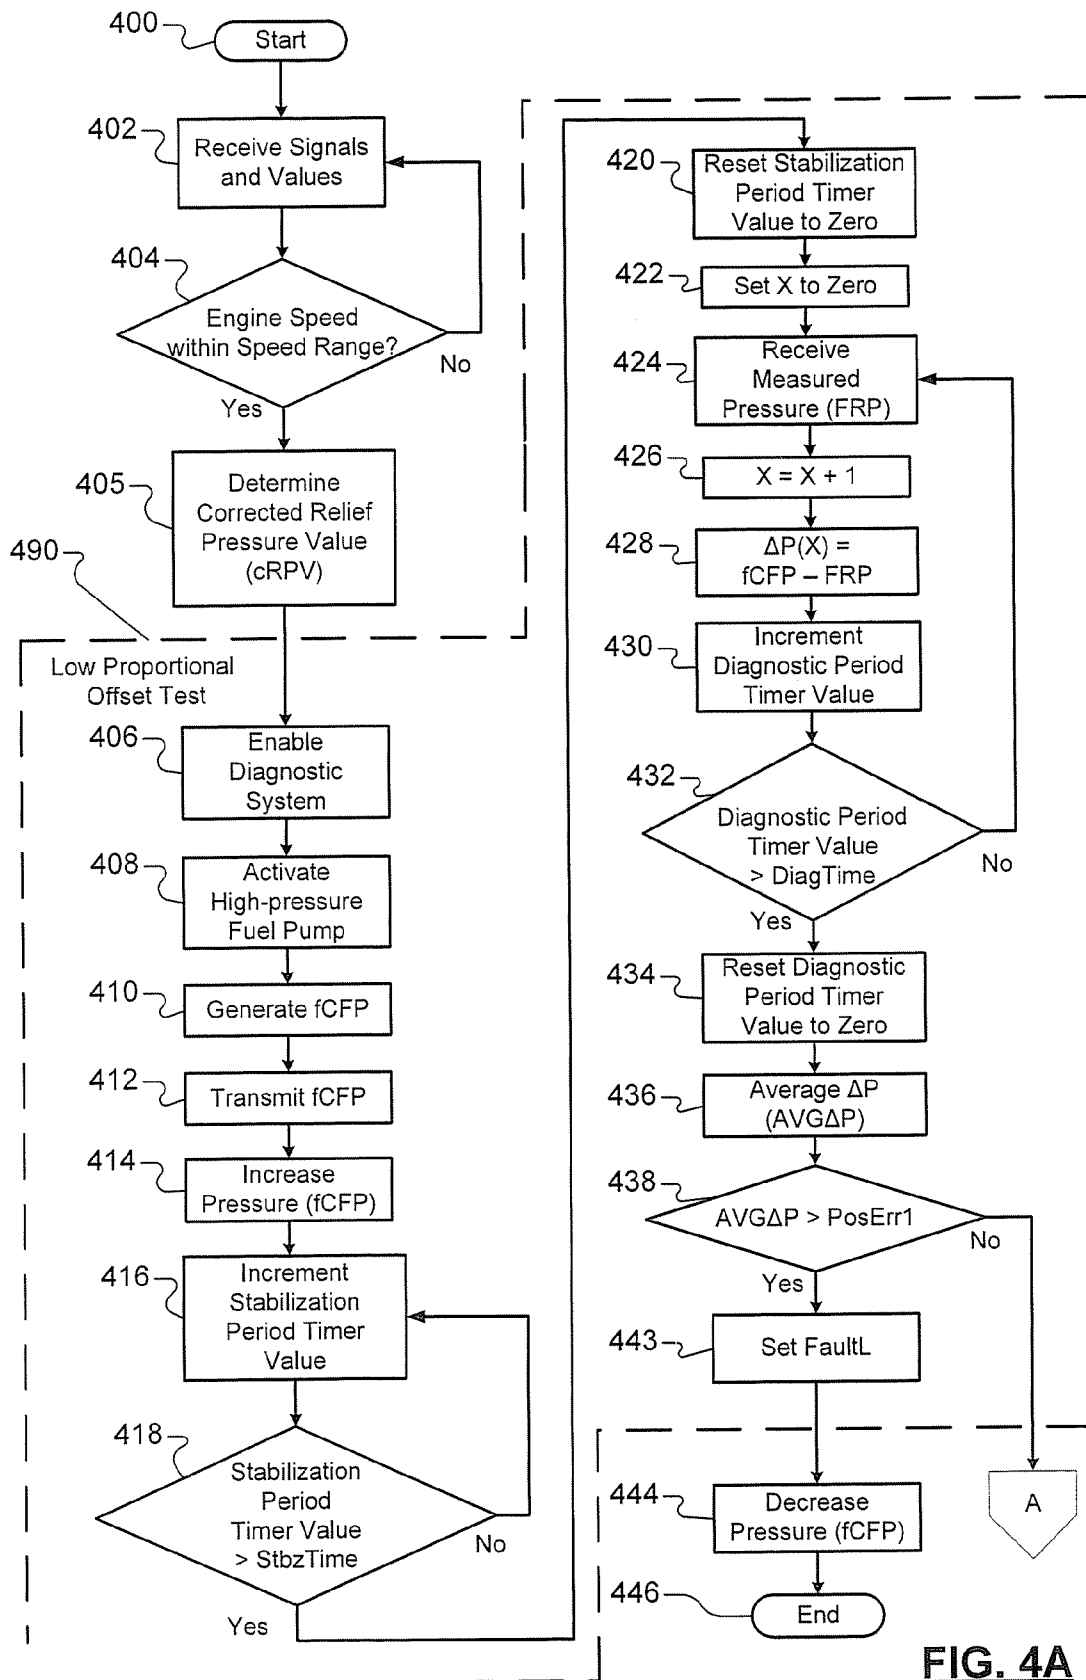 400
Start
402
Receive Signals
and Values
404
Engine Speed
within Speed Range?
No
Yes
405
Determine
Corrected Relief
Pressure Value
(cRPV)
490
Low Proportional
Offset Test
406
Enable
Diagnostic
System
408
Activate
High-pressure
Fuel Pump
410
Generate fCFP
412
Transmit fCFP
414
Increase
Pressure (fCFP)
416
Increment
Stabilization
Period Timer
Value
418
Stabilization
Period
Timer Value
> StbzTime
No
Yes
420
Reset Stabilization
Period Timer
Value to Zero
422
Set X to Zero
424
Receive
Measured
Pressure (FRP)
426
X = X + 1
428
ΔP(X) =
fCFP – FRP
430
Increment
Diagnostic Period
Timer Value
432
Diagnostic Period
Timer Value
> DiagTime
No
Yes
434
Reset Diagnostic
Period Timer
Value to Zero
436
Average ΔP
(AVGΔP)
438
AVGΔP > PosErr1
No
Yes
443
Set FaultL
444
Decrease
Pressure (fCFP)
A
446
End
FIG. 4A